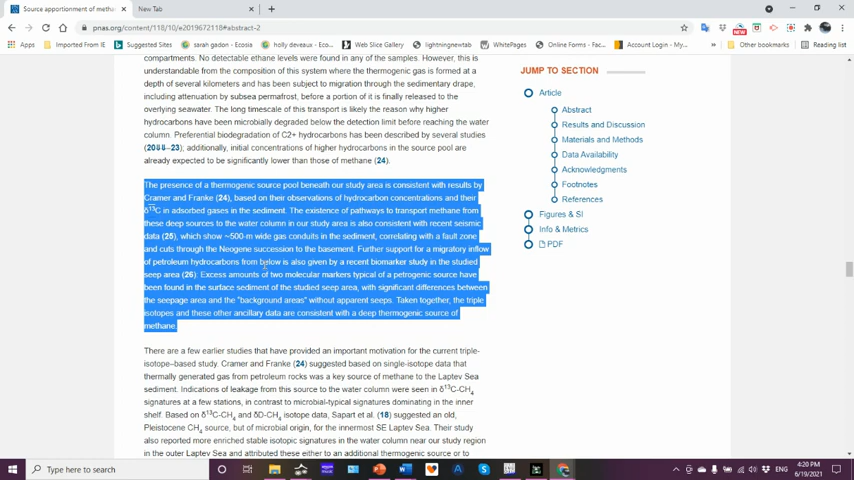 Source apportionment of metha
New Tab
pnas.org/content/118/10/e2019672118#abstract-2
Apps
Imported From IE
Suggested Sites
sarah gadon - Ecosia
holly deveaux - Eco...
Web Slice Gallery
lightningnewtab
WhitePages
Online Forms - Fac...
Account Login - My...
Other bookmarks
Reading list
compartments. No detectable ethane levels were found in any of the samples. However, this is
understandable from the composition of this system where the thermogenic gas is formed at a
depth of several kilometers and has been subject to migration through the sedimentary drape,
including attenuation by subsea permafrost, before a portion of it is finally released to the
overlying seawater. The long timescale of this transport is likely the reason why higher
hydrocarbons have been microbially degraded below the detection limit before reaching the water
column. Preferential biodegradation of C2+ hydrocarbons has been described by several studies
additionally, initial concentrations of higher hydrocarbons in the source pool are
already expected to be significantly lower than those of methane (24).
The presence of a thermogenic source pool beneath our study area is consistent with results by
Cramer and Franke (24), based on their observations of hydrocarbon concentrations and their
δ13C in adsorbed gases in the sediment. The existence of pathways to transport methane from
these deep sources to the water column in our study area is also consistent with recent seismic
data (25), which show ~500-m wide gas conduits in the sediment, correlating with a fault zone
and cuts through the Neogene succession to the basement. Further support for a migratory inflow
of petroleum hydrocarbons from below is also given by a recent biomarker study in the studied
seep area (26): Excess amounts of two molecular markers typical of a petrogenic source have
been found in the surface sediment of the studied seep area, with significant differences between
the seepage area and the "background areas" without apparent seeps. Taken together, the triple
isotopes and these other ancillary data are consistent with a deep thermogenic source of
methane.
There are a few earlier studies that have provided an important motivation for the current triple-
isotope–based study. Cramer and Franke (24) suggested based on single-isotope data that
thermally generated gas from petroleum rocks was a key source of methane to the Laptev Sea
sediment. Indications of leakage from this source to the water column were seen in δ13C-CH4
signatures at a few stations, in contrast to microbial-typical signatures dominating in the inner
shelf. Based on δ13C-CH4 and δD-CH4 isotope data, Sapart et al. (18) suggested an old,
Pleistocene CH4 source, but of microbial origin, for the innermost SE Laptev Sea. Their study
also reported more enriched stable isotopic signatures in the water column near our study region
in the outer Laptev Sea and attributed these either to an additional thermogenic source or to
JUMP TO SECTION
Article
Abstract
Results and Discussion
Materials and Methods
Data Availability
Acknowledgments
Footnotes
References
Figures & SI
Info & Metrics
PDF
Type here to search
ENG
4:20 PM
6/19/2021